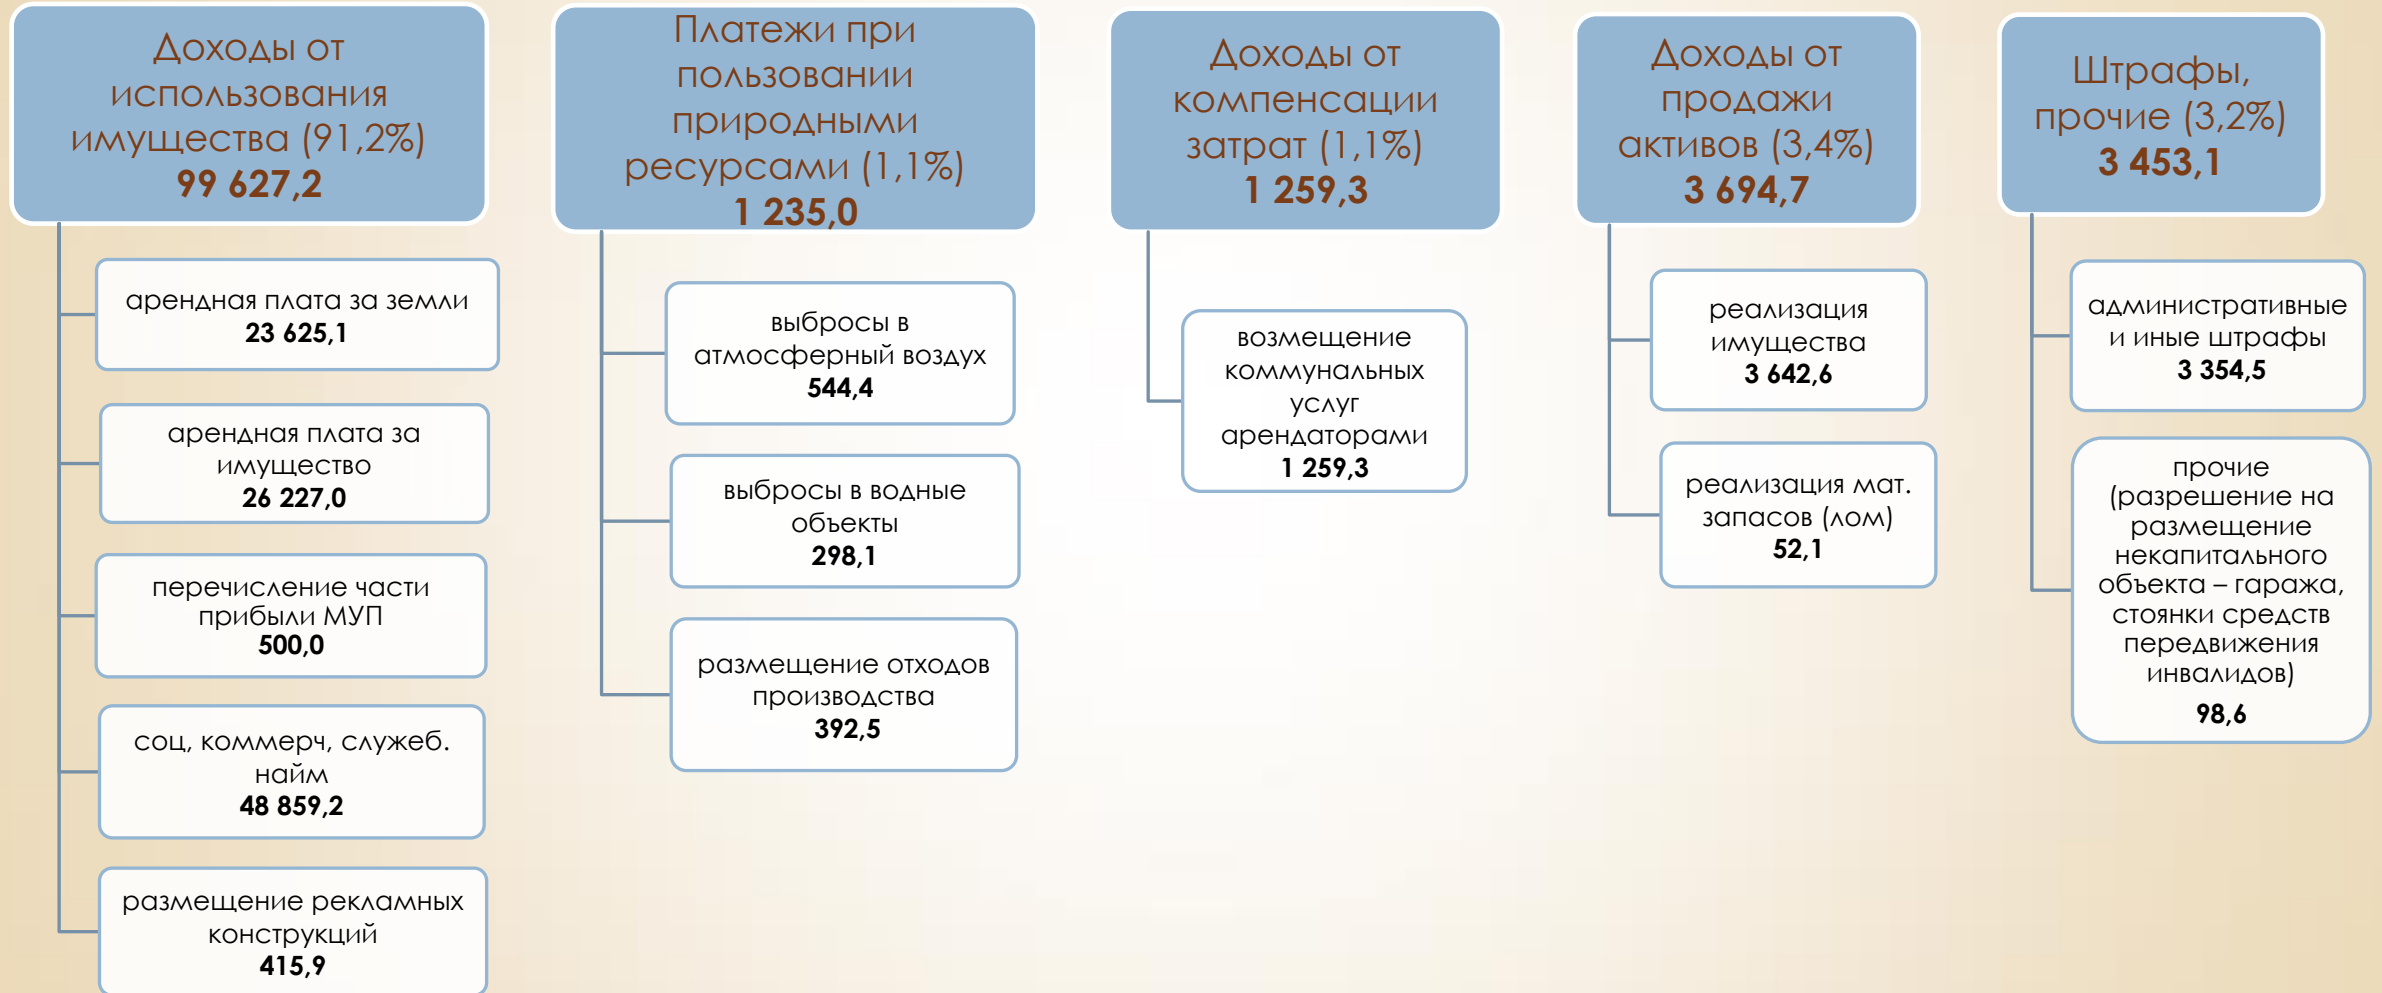 Доходы от
использования
имущества (91,2%)
99 627,2
арендная плата за земли
23 625,1
арендная плата за
имущество
26 227,0
перечисление части
прибыли МУП
500,0
соц, коммерч, служеб.
найм
48 859,2
размещение рекламных
конструкций
415,9
Платежи при
пользовании
природными
ресурсами (1,1%)
1 235,0
выбросы в
атмосферный воздух
544,4
выбросы в водные
объекты
298,1
размещение отходов
производства
392,5
Доходы от
компенсации
затрат (1,1%)
1 259,3
возмещение
коммунальных
услуг
арендаторами
1 259,3
Доходы от
продажи
активов (3,4%)
3 694,7
реализация
имущества
3 642,6
реализация мат.
запасов (лом)
52,1
Штрафы,
прочие (3,2%)
3 453,1
административные
и иные штрафы
3 354,5
прочие
(разрешение на
размещение
некапитального
объекта – гаража,
стоянки средств
передвижения
инвалидов)
98,6